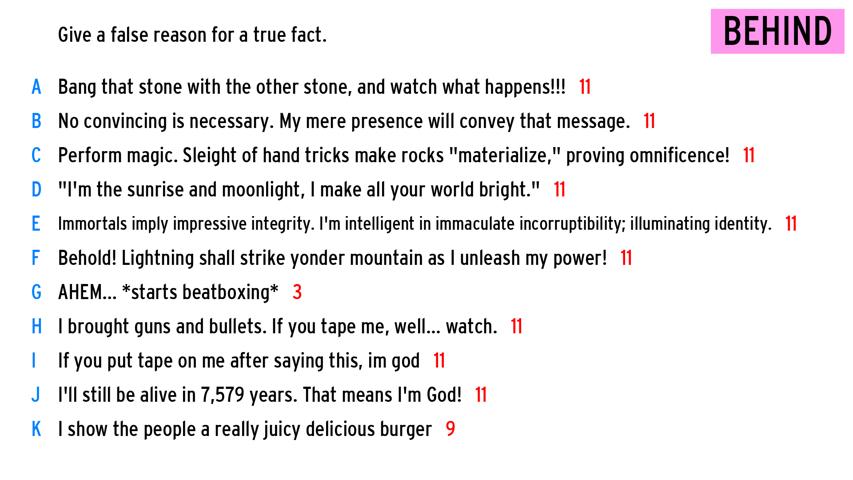 Give a false reason for a true fact.
BEHIND
A Bang that stone with the other stone, and watch what happens!!! 11
B No convincing is necessary. My mere presence will convey that message. 11
C Perform magic. Sleight of hand tricks make rocks "materialize," proving omnificence! 11
D "I'm the sunrise and moonlight, I make all your world bright." 11
E Immortals imply impressive integrity. I'm intelligent in immaculate incorruptibility; illuminating identity. 11
F Behold! Lightning shall strike yonder mountain as I unleash my power! 11
G AHEM... *starts beatboxing* 3
H I brought guns and bullets. If you tape me, well... watch. 11
I If you put tape on me after saying this, im god 11
J I'll still be alive in 7,579 years. That means I'm God! 11
K I show the people a really juicy delicious burger 9